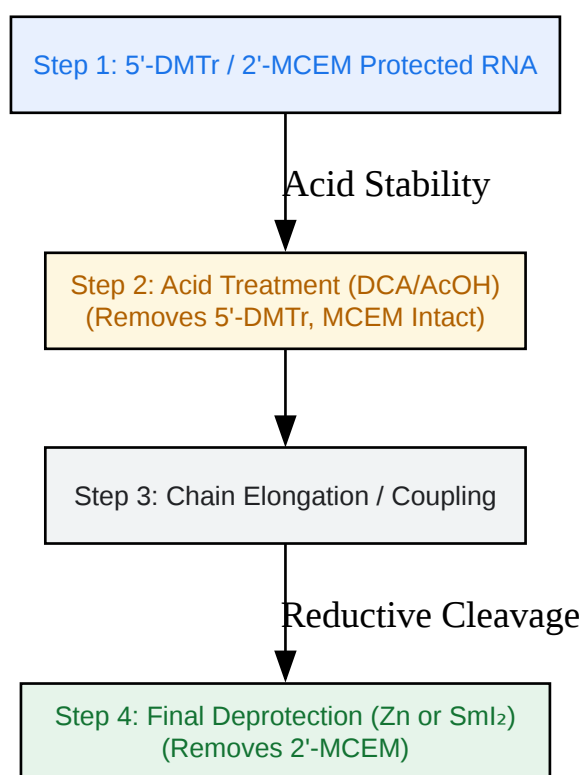 Step 1: 5'-DMTr / 2'-MCEM Protected RNA
Acid Stability
Step 2: Acid Treatment (DCA/AcOH)
(Removes 5'-DMTr, MCEM Intact)
Step 3: Chain Elongation / Coupling
Reductive Cleavage
Step 4: Final Deprotection (Zn or SmI₂)
(Removes 2'-MCEM)